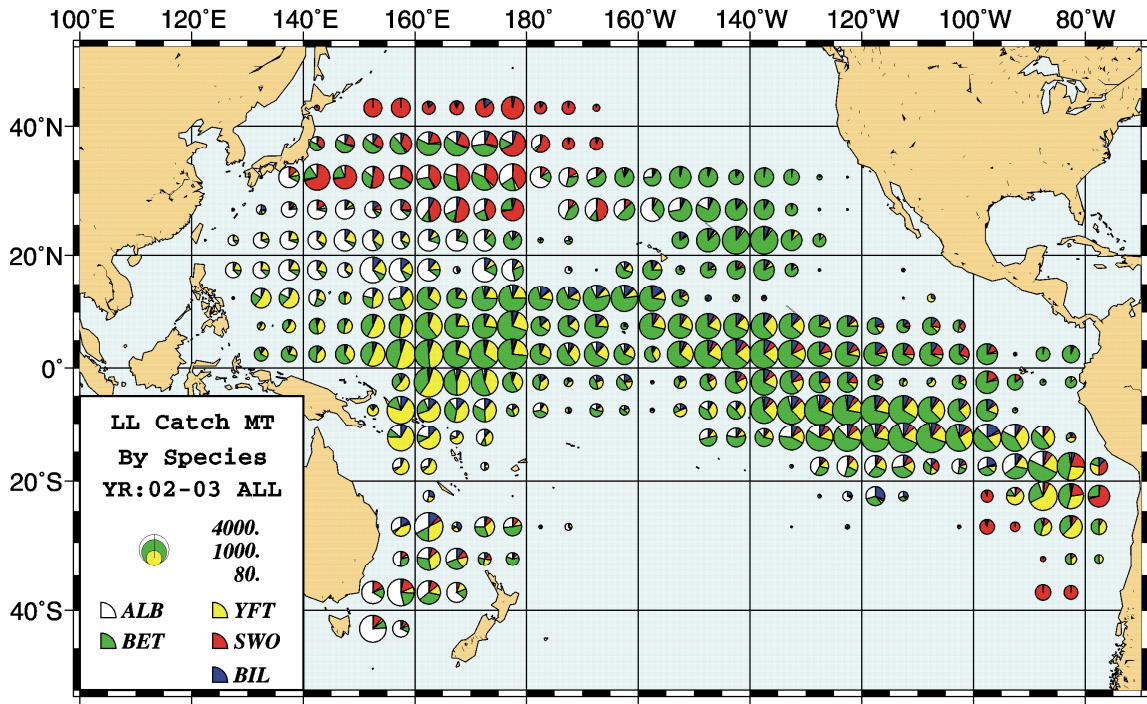 100°E 120°E 140°E 160°E 180° 160°W 140°W 120°W 100°W 80°W
40°N
20°N
0°
20°S
40°S
LL Catch MT
By Species
YR:02-03 ALL
4000.
1000.
80.
ALB YFT
BET SWO
BIL